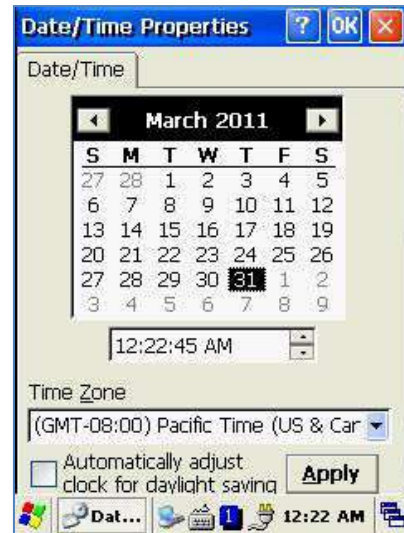 Date/Time Properties ? OK ×
Date/Time
March 2011
S M T W T F S
27 28 1 2 3 4 5
6 7 8 9 10 11 12
13 14 15 16 17 18 19
20 21 22 23 24 25 26
27 28 29 30 31 1 2
3 4 5 6 7 8 9
12:22:45 AM
Time Zone
(GMT-08:00) Pacific Time (US & Car
Automatically adjust
clock for daylight saving
Apply
Dat... 1 12:22 AM